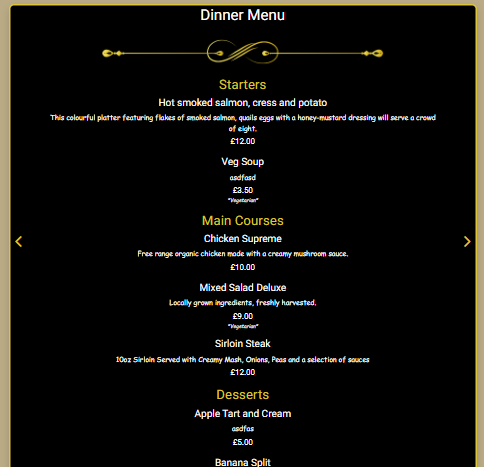 Dinner Menu
Starters
Hot smoked salmon, cress and potato
This colourful platter featuring flakes of smoked salmon, quails eggs with a honey-mustard dressing will serve a crowd
of eight.
£12.00
Veg Soup
asdfasd
£3.50
*Vegetarian*
Main Courses
Chicken Supreme
Free range organic chicken made with a creamy mushroom sauce.
£10.00
Mixed Salad Deluxe
Locally grown ingredients, freshly harvested.
£9.00
*Vegetarian*
Sirloin Steak
10oz Sirloin Served with Creamy Mash, Onions, Peas and a selection of sauces
£12.00
Desserts
Apple Tart and Cream
asdfas
£5.00
Banana Split